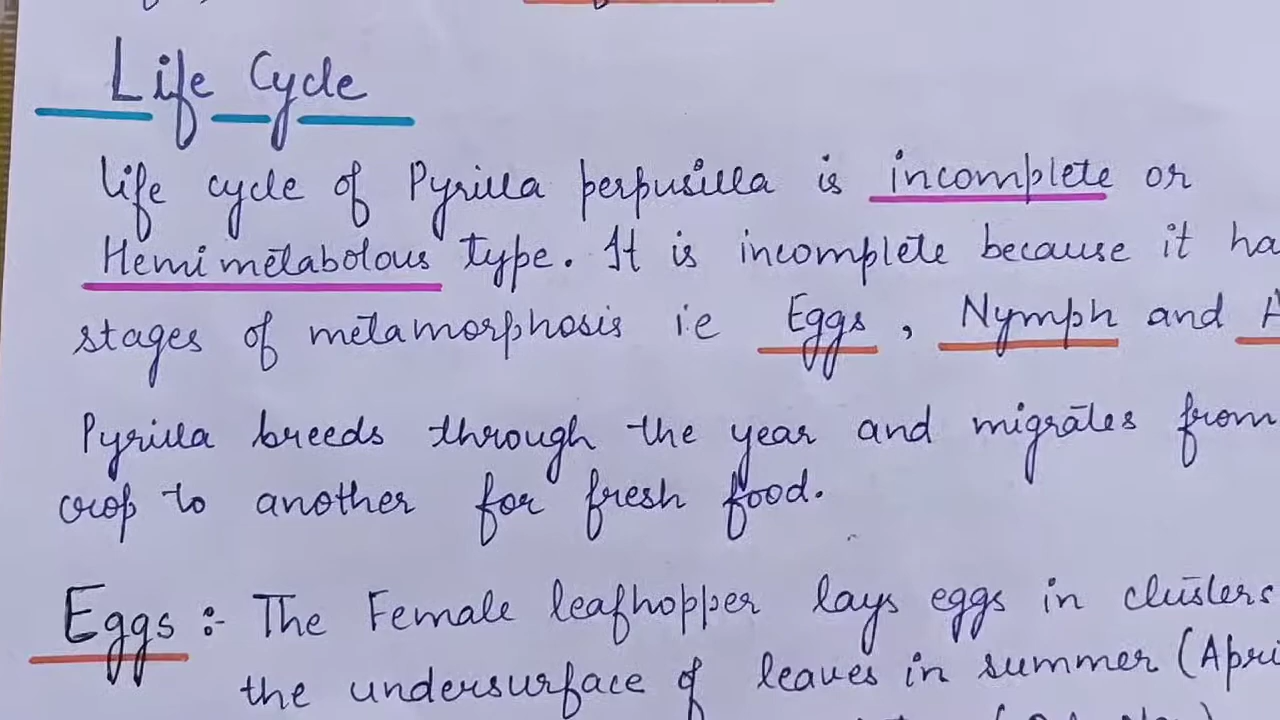 Life Cycle
life cycle of Pyrilla perpusilla is incomplete or
Hemimetabolous type. It is incomplete because it ha
stages of metamorphosis i.e Eggs, Nymph and A
Pyrilla breeds through the year and migrates from
crop to another for fresh food.
Eggs :- The Female leafhopper lays eggs in clusters
the undersurface of leaves in summer (Apri